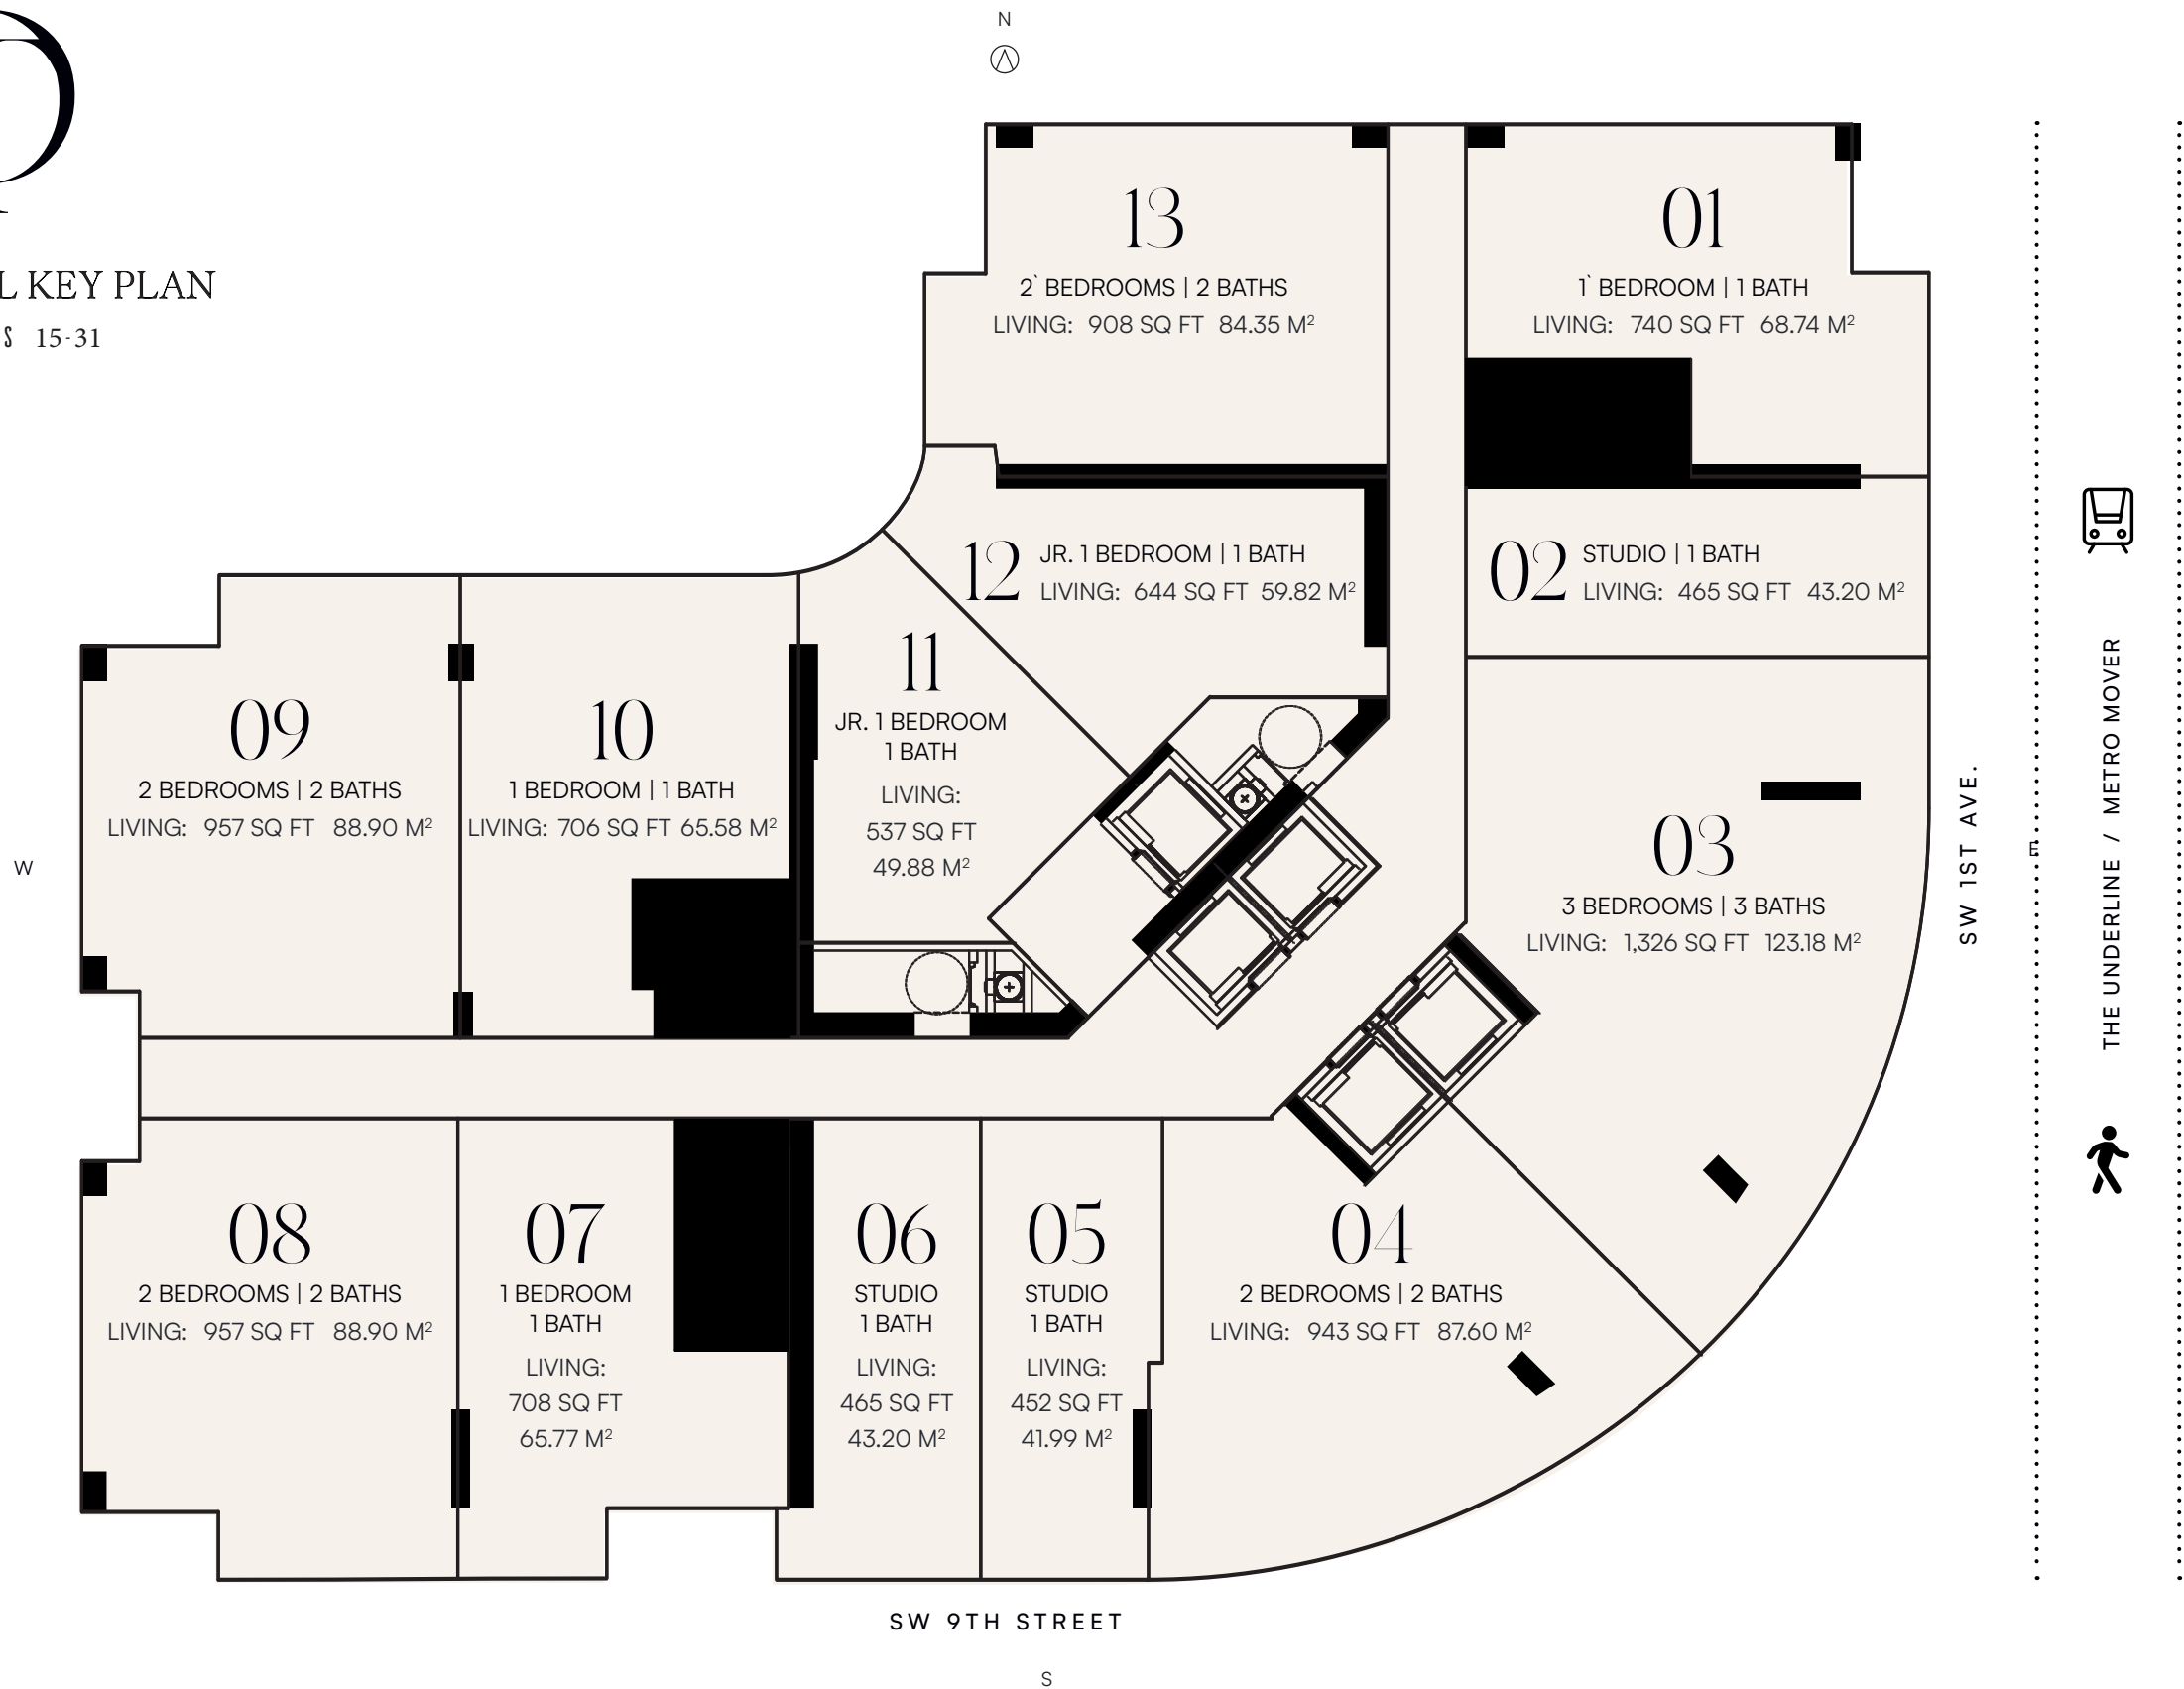 N
L KEY PLAN
S 15-31
13
2` BEDROOMS | 2 BATHS
LIVING: 908 SQ FT 84.35 M²
01
1` BEDROOM | 1 BATH
LIVING: 740 SQ FT 68.74 M²
12
JR. 1 BEDROOM | 1 BATH
LIVING: 644 SQ FT 59.82 M²
02
STUDIO | 1 BATH
LIVING: 465 SQ FT 43.20 M²
09
2 BEDROOMS | 2 BATHS
LIVING: 957 SQ FT 88.90 M²
10
1 BEDROOM | 1 BATH
LIVING: 706 SQ FT 65.58 M²
11
JR. 1 BEDROOM
1 BATH
LIVING:
537 SQ FT
49.88 M²
03
3 BEDROOMS | 3 BATHS
LIVING: 1,326 SQ FT 123.18 M²
W
E
SW 1ST AVE.
THE UNDERLINE / METRO MOVER
08
2 BEDROOMS | 2 BATHS
LIVING: 957 SQ FT 88.90 M²
07
1 BEDROOM
1 BATH
LIVING:
708 SQ FT
65.77 M²
06
STUDIO
1 BATH
LIVING:
465 SQ FT
43.20 M²
05
STUDIO
1 BATH
LIVING:
452 SQ FT
41.99 M²
04
2 BEDROOMS | 2 BATHS
LIVING: 943 SQ FT 87.60 M²
SW 9TH STREET
S